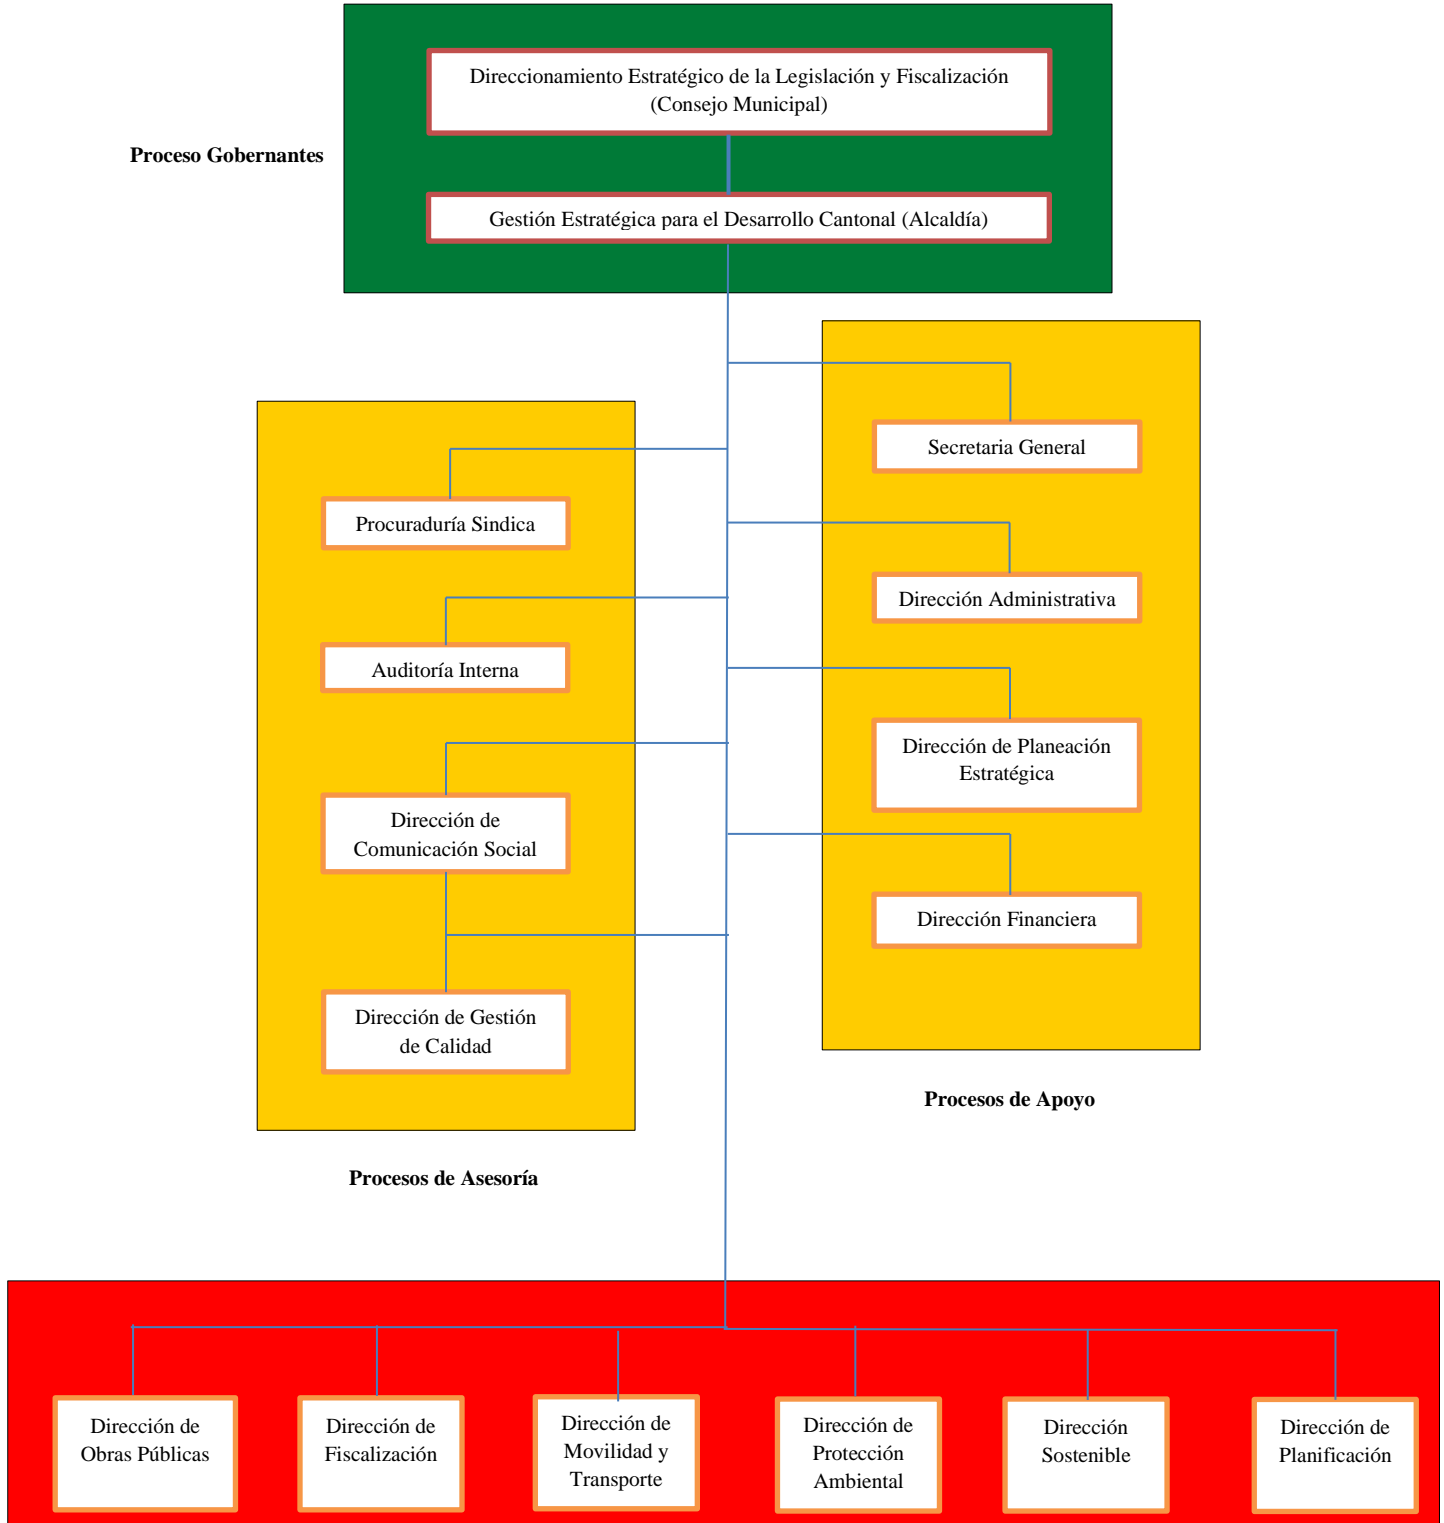 Direccionamiento Estratégico de la Legislación y Fiscalización
(Consejo Municipal)
Proceso Gobernantes
Gestión Estratégica para el Desarrollo Cantonal (Alcaldía)
Secretaria General
Procuraduría Sindica
Dirección Administrativa
Auditoría Interna
Dirección de Planeación
Estratégica
Dirección de
Comunicación Social
Dirección Financiera
Dirección de Gestión
de Calidad
Procesos de Apoyo
Procesos de Asesoría
Dirección de
Obras Públicas
Dirección de
Fiscalización
Dirección de
Movilidad y
Transporte
Dirección de
Protección
Ambiental
Dirección
Sostenible
Dirección de
Planificación